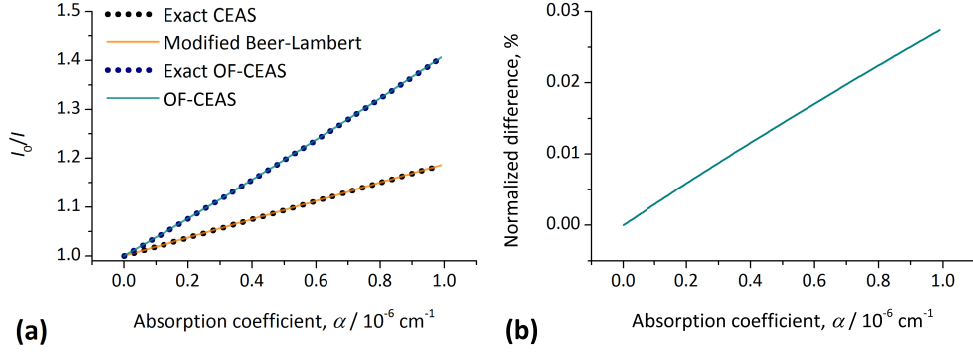 1.5
1.4
1.3
1.2
1.1
1.0
I₀/I
Exact CEAS
Modified Beer-Lambert
Exact OF-CEAS
OF-CEAS
0.0 0.2 0.4 0.6 0.8 1.0
Absorption coefficient, α / 10⁻⁶ cm⁻¹
(a)
0.03
0.02
0.01
0.00
Normalized difference, %
0.0 0.2 0.4 0.6 0.8 1.0
Absorption coefficient, α / 10⁻⁶ cm⁻¹
(b)